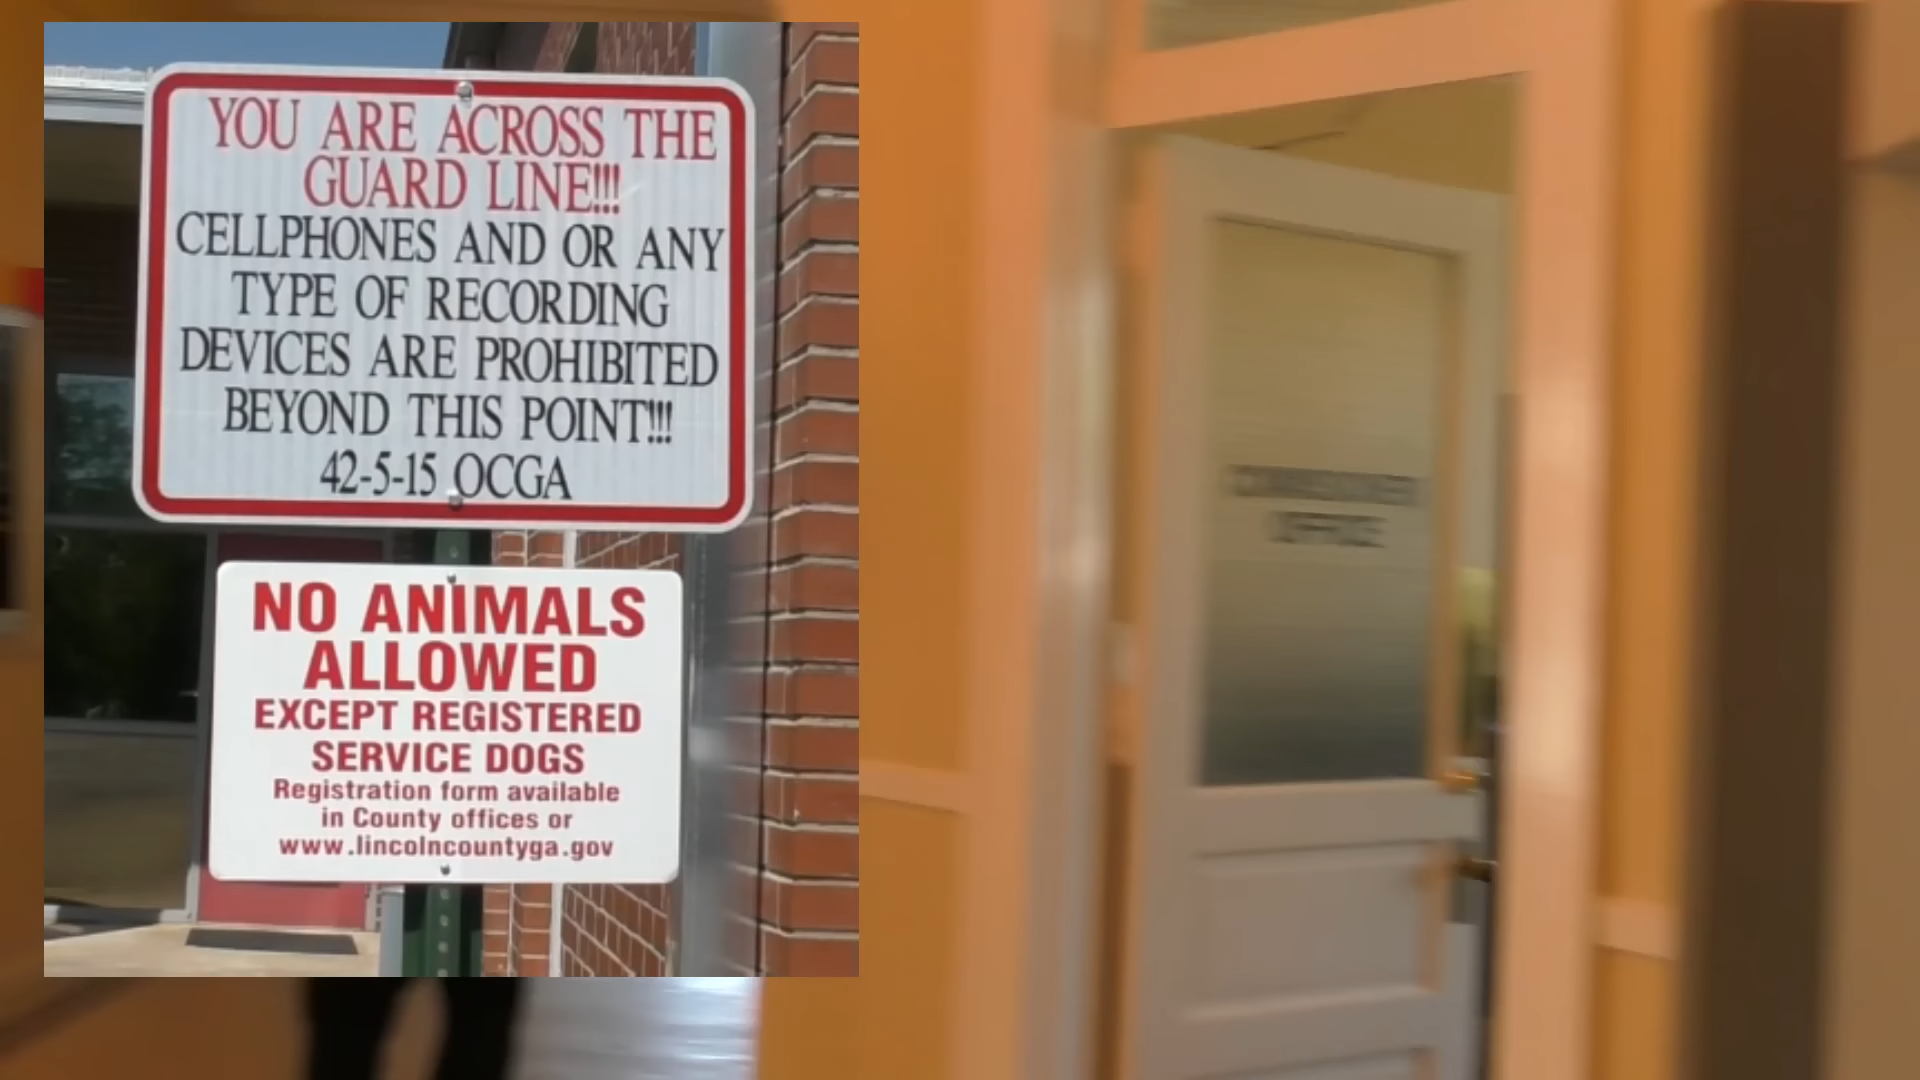 YOU ARE ACROSS THE
GUARD LINE!!!
CELLPHONES AND OR ANY
TYPE OF RECORDING
DEVICES ARE PROHIBITED
BEYOND THIS POINT!!!
42-5-15 OCGA
NO ANIMALS
ALLOWED
EXCEPT REGISTERED
SERVICE DOGS
Registration form available
in County offices or
www.lincolncountyga.gov
OFFICE